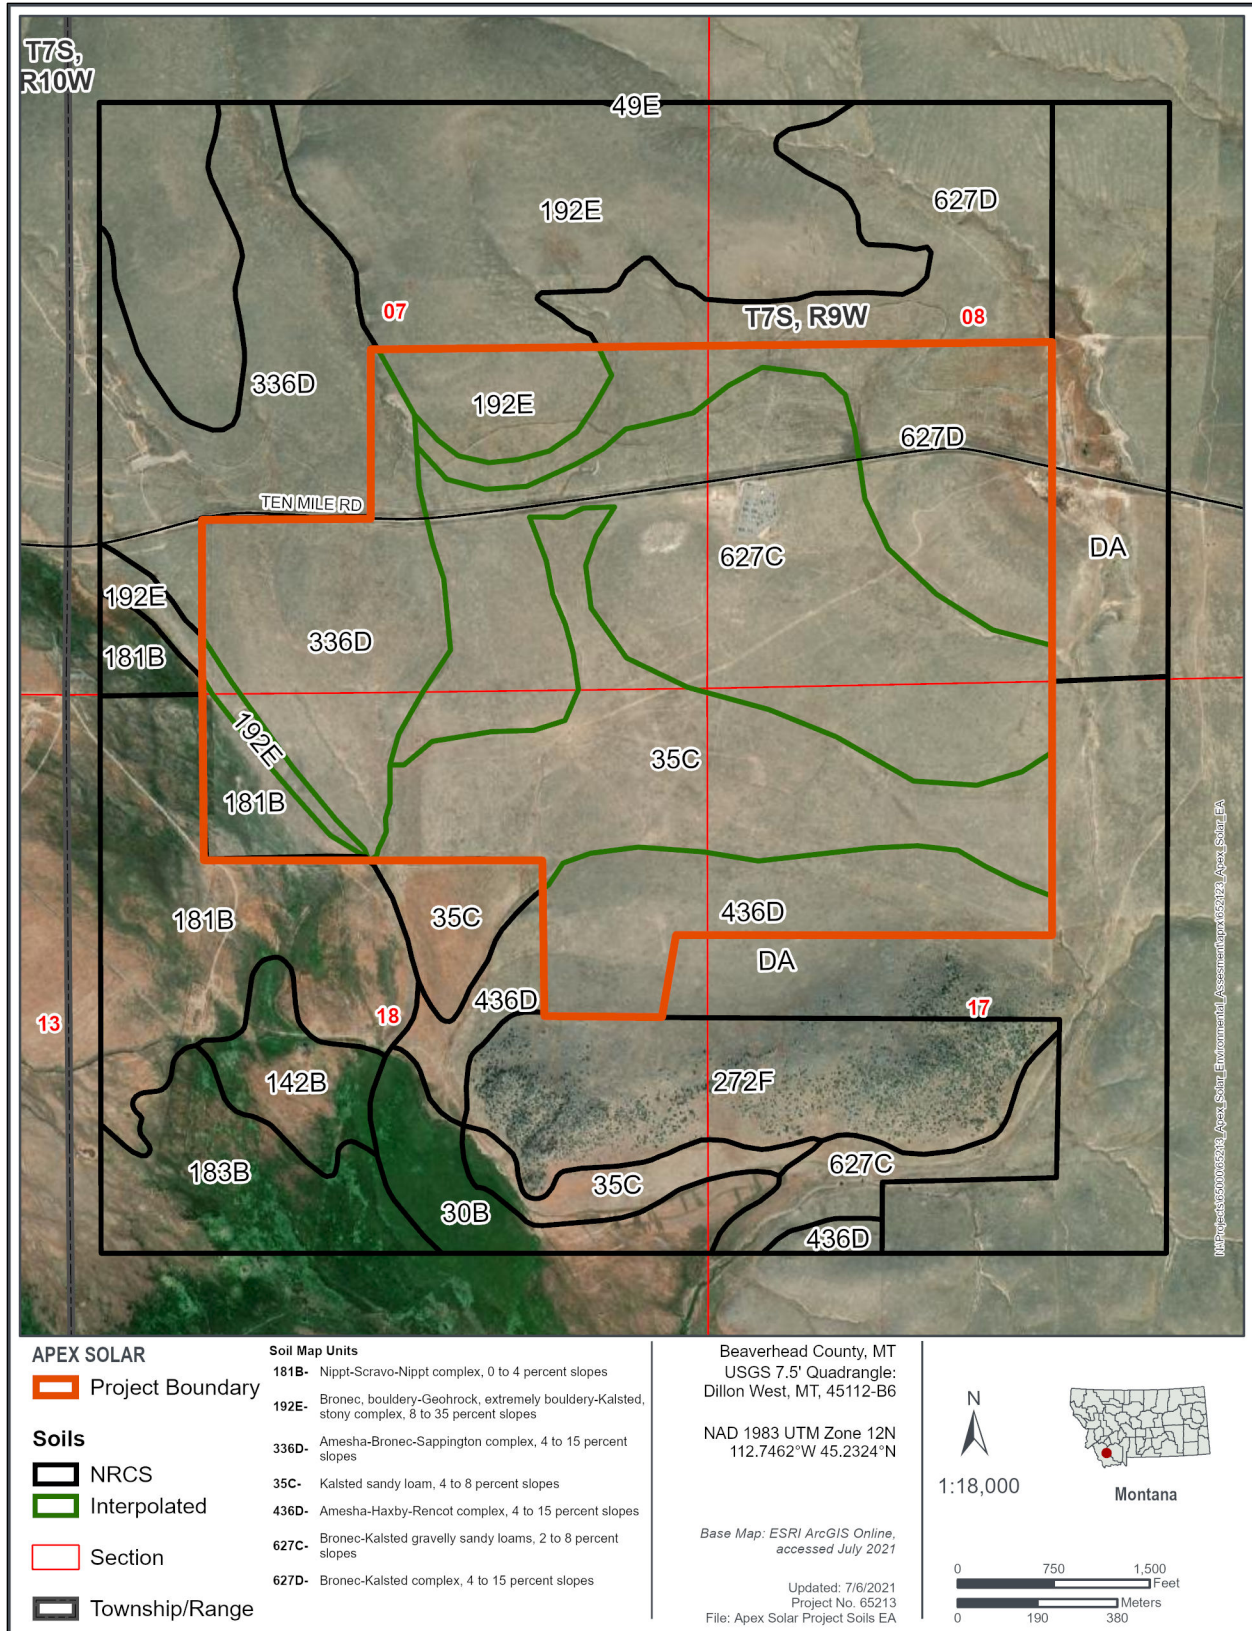 T7S,
R10W
49E
192E
627D
07
T7S, R9W
08
336D
192E
627D
TEN MILE RD
627C
DA
192E
336D
181B
192E
35C
181B
181B
35C
436D
DA
436D
13
18
17
142B
272F
183B
627C
35C
30B
436D
APEX SOLAR
Project Boundary
Soils
NRCS
Interpolated
Section
Township/Range
Soil Map Units
181B- Nippt-Scravo-Nippt complex, 0 to 4 percent slopes
192E- Bronec, bouldery-Geohrock, extremely bouldery-Kalsted,
stony complex, 8 to 35 percent slopes
336D- Amesha-Bronec-Sappington complex, 4 to 15 percent
slopes
35C- Kalsted sandy loam, 4 to 8 percent slopes
436D- Amesha-Haxby-Rencot complex, 4 to 15 percent slopes
627C- Bronec-Kalsted gravelly sandy loams, 2 to 8 percent
slopes
627D- Bronec-Kalsted complex, 4 to 15 percent slopes
Beaverhead County, MT
USGS 7.5' Quadrangle:
Dillon West, MT, 45112-B6
NAD 1983 UTM Zone 12N
112.7462°W 45.2324°N
Base Map: ESRI ArcGIS Online,
accessed July 2021
Updated: 7/6/2021
Project No. 65213
File: Apex Solar Project Soils EA
N
1:18,000
Montana
0 750 1,500
Feet
Meters
0 190 380